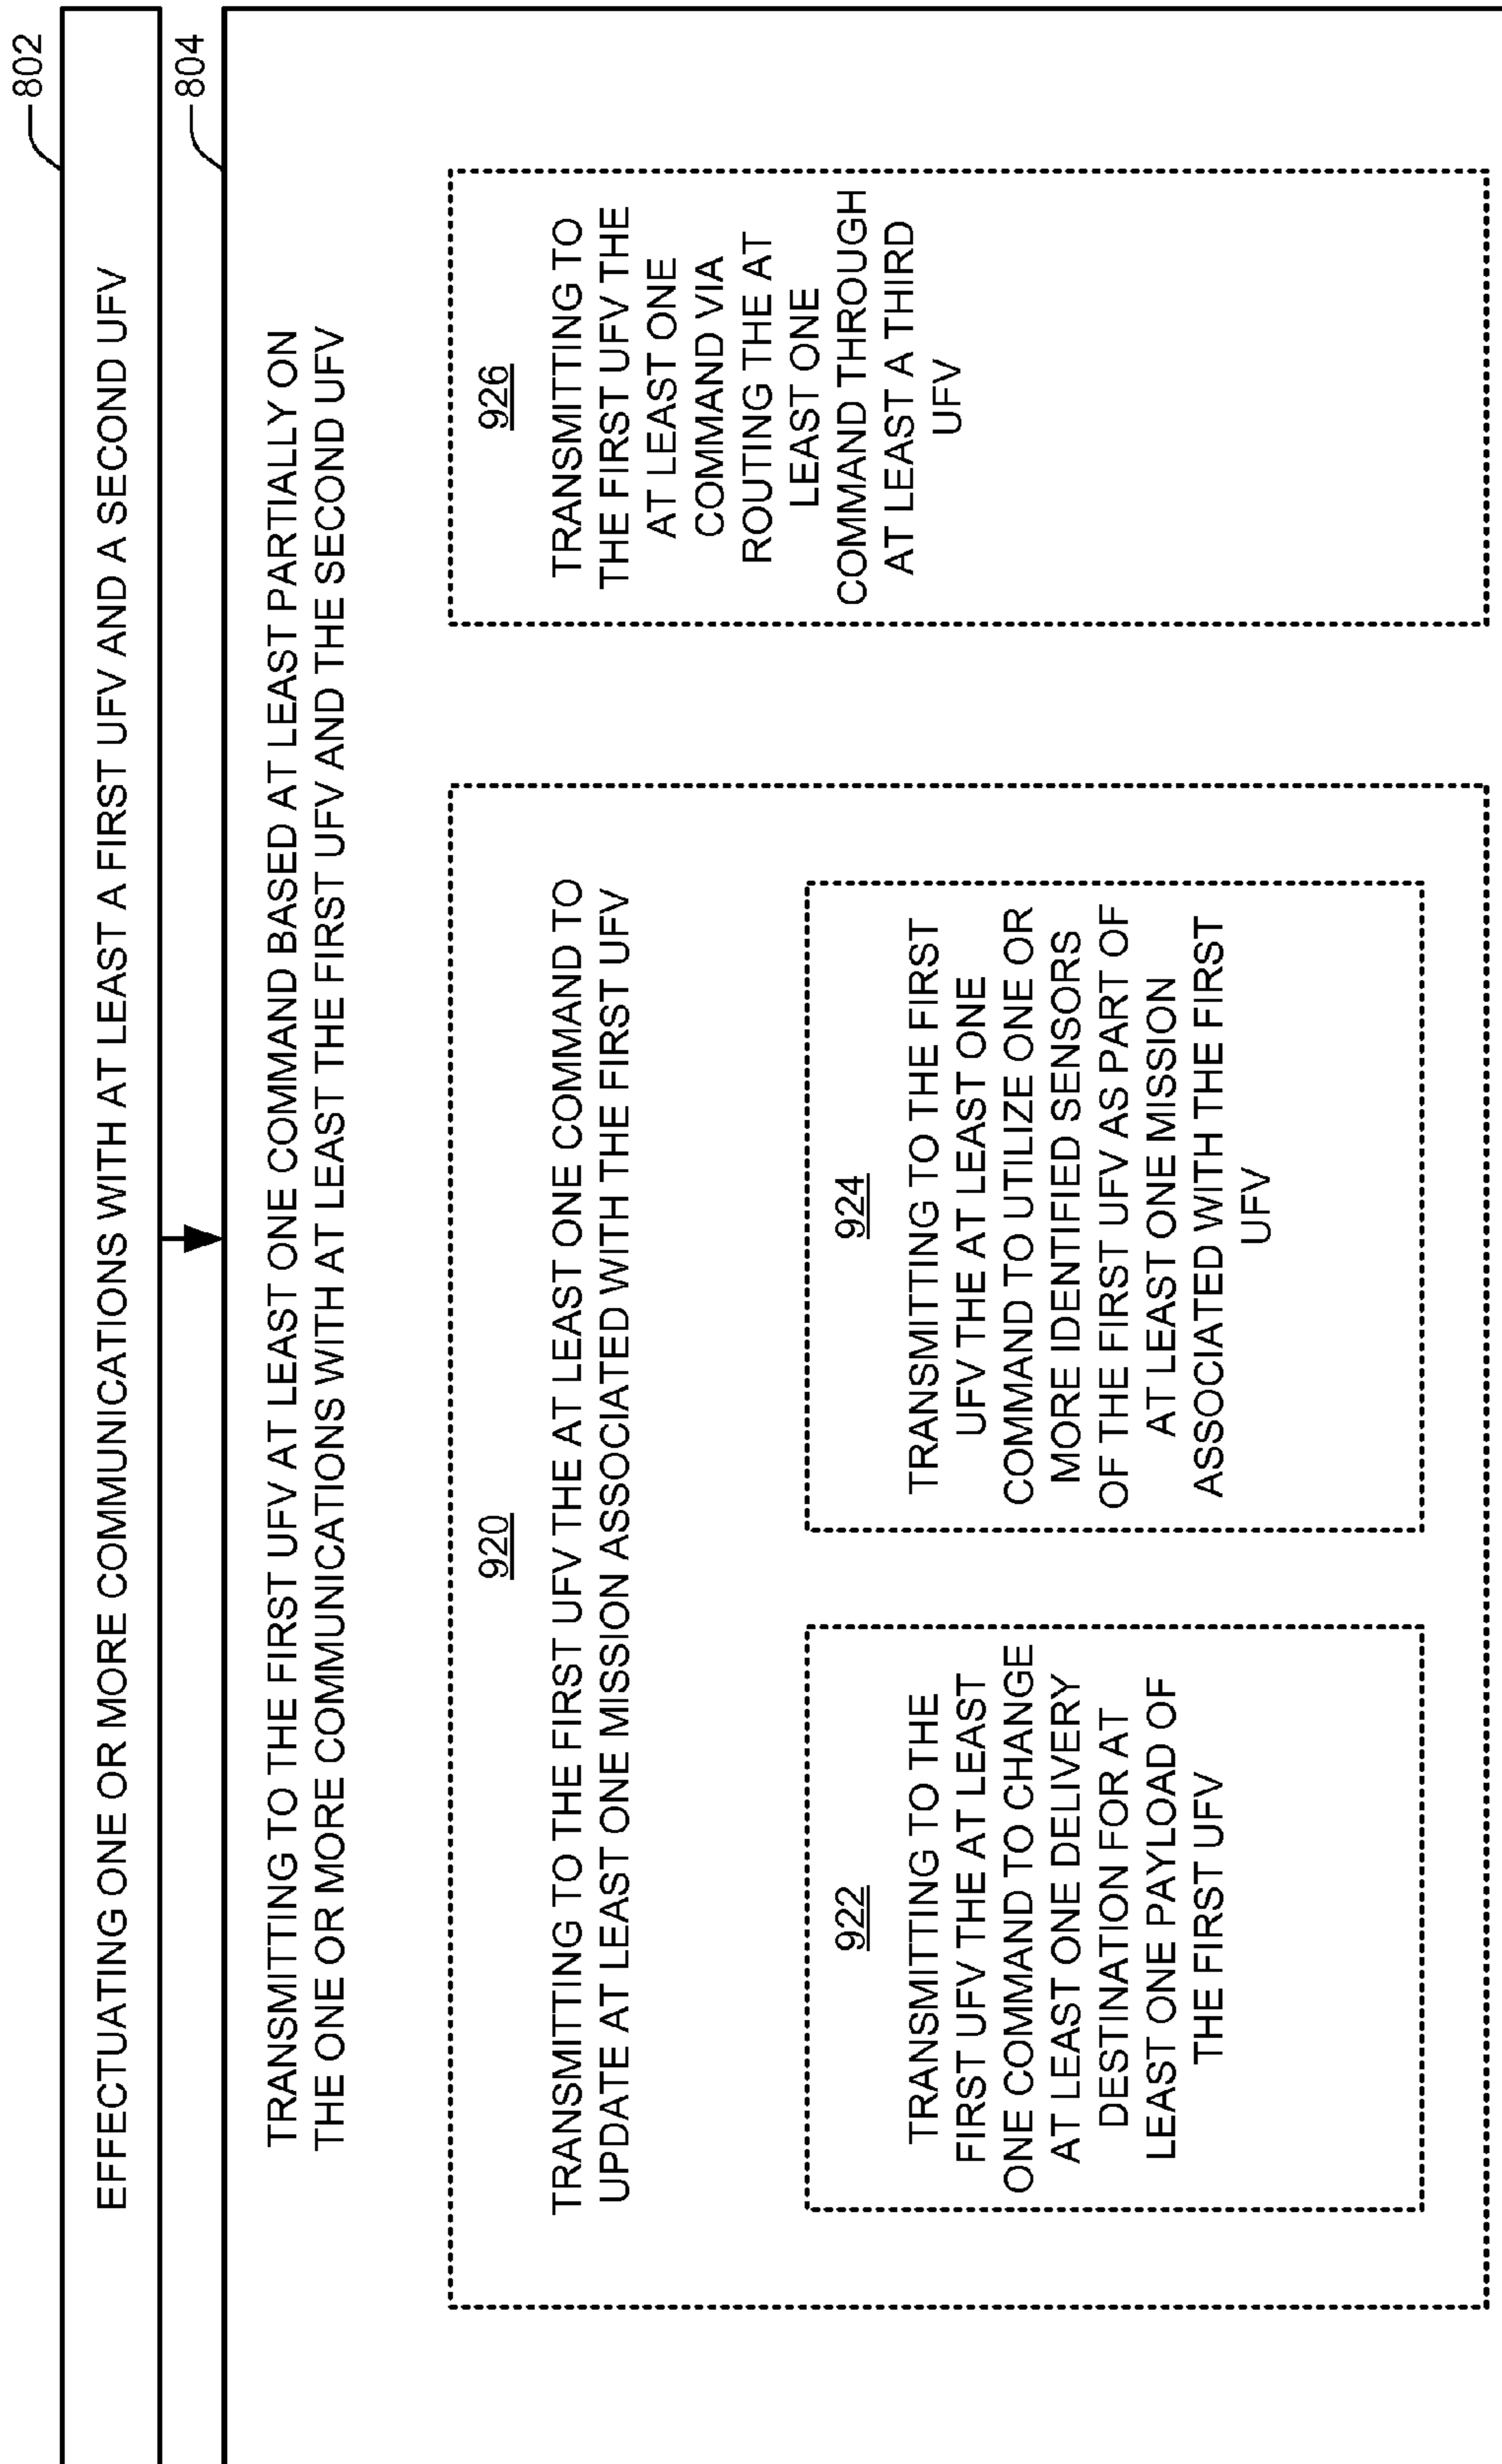 802
EFFECTUATING ONE OR MORE COMMUNICATIONS WITH AT LEAST A FIRST UFV AND A SECOND UFV
804
TRANSMITTING TO THE FIRST UFV AT LEAST ONE COMMAND BASED AT LEAST PARTIALLY ON
THE ONE OR MORE COMMUNICATIONS WITH AT LEAST THE FIRST UFV AND THE SECOND UFV
920
TRANSMITTING TO THE FIRST UFV THE AT LEAST ONE COMMAND TO
UPDATE AT LEAST ONE MISSION ASSOCIATED WITH THE FIRST UFV
922
TRANSMITTING TO THE
FIRST UFV THE AT LEAST
ONE COMMAND TO CHANGE
AT LEAST ONE DELIVERY
DESTINATION FOR AT
LEAST ONE PAYLOAD OF
THE FIRST UFV
924
TRANSMITTING TO THE FIRST
UFV THE AT LEAST ONE
COMMAND TO UTILIZE ONE OR
MORE IDENTIFIED SENSORS
OF THE FIRST UFV AS PART OF
AT LEAST ONE MISSION
ASSOCIATED WITH THE FIRST
UFV
926
TRANSMITTING TO
THE FIRST UFV THE
AT LEAST ONE
COMMAND VIA
ROUTING THE AT
LEAST ONE
COMMAND THROUGH
AT LEAST A THIRD
UFV